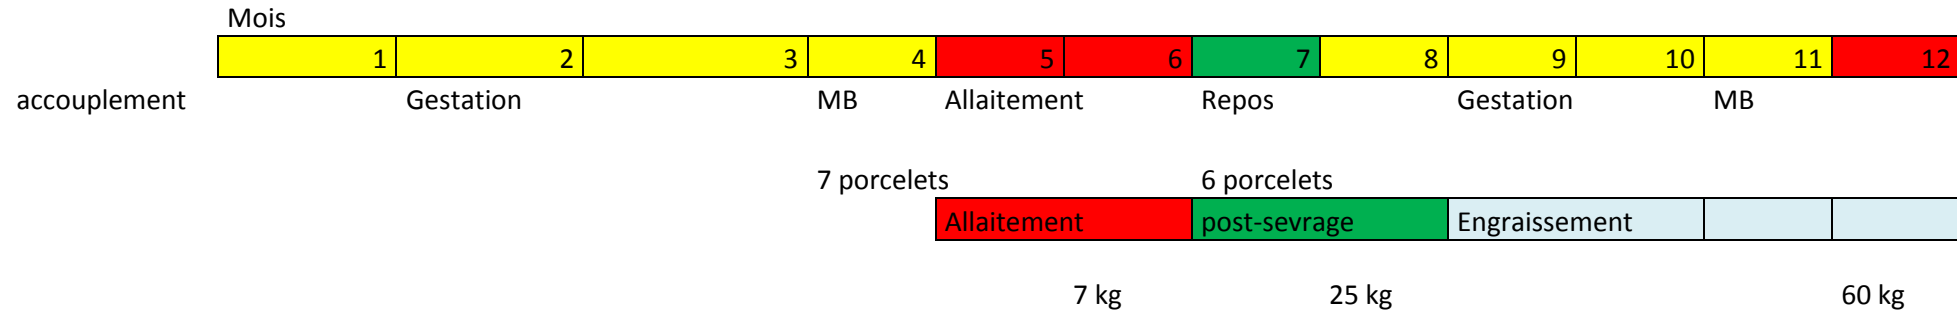 Mois
1 2 3 4 5 6 7 8 9 10 11 12
accouplement Gestation MB Allaitement Repos Gestation MB
7 porcelets 6 porcelets
Allaitement post-sevrage Engraissement
7 kg 25 kg 60 kg